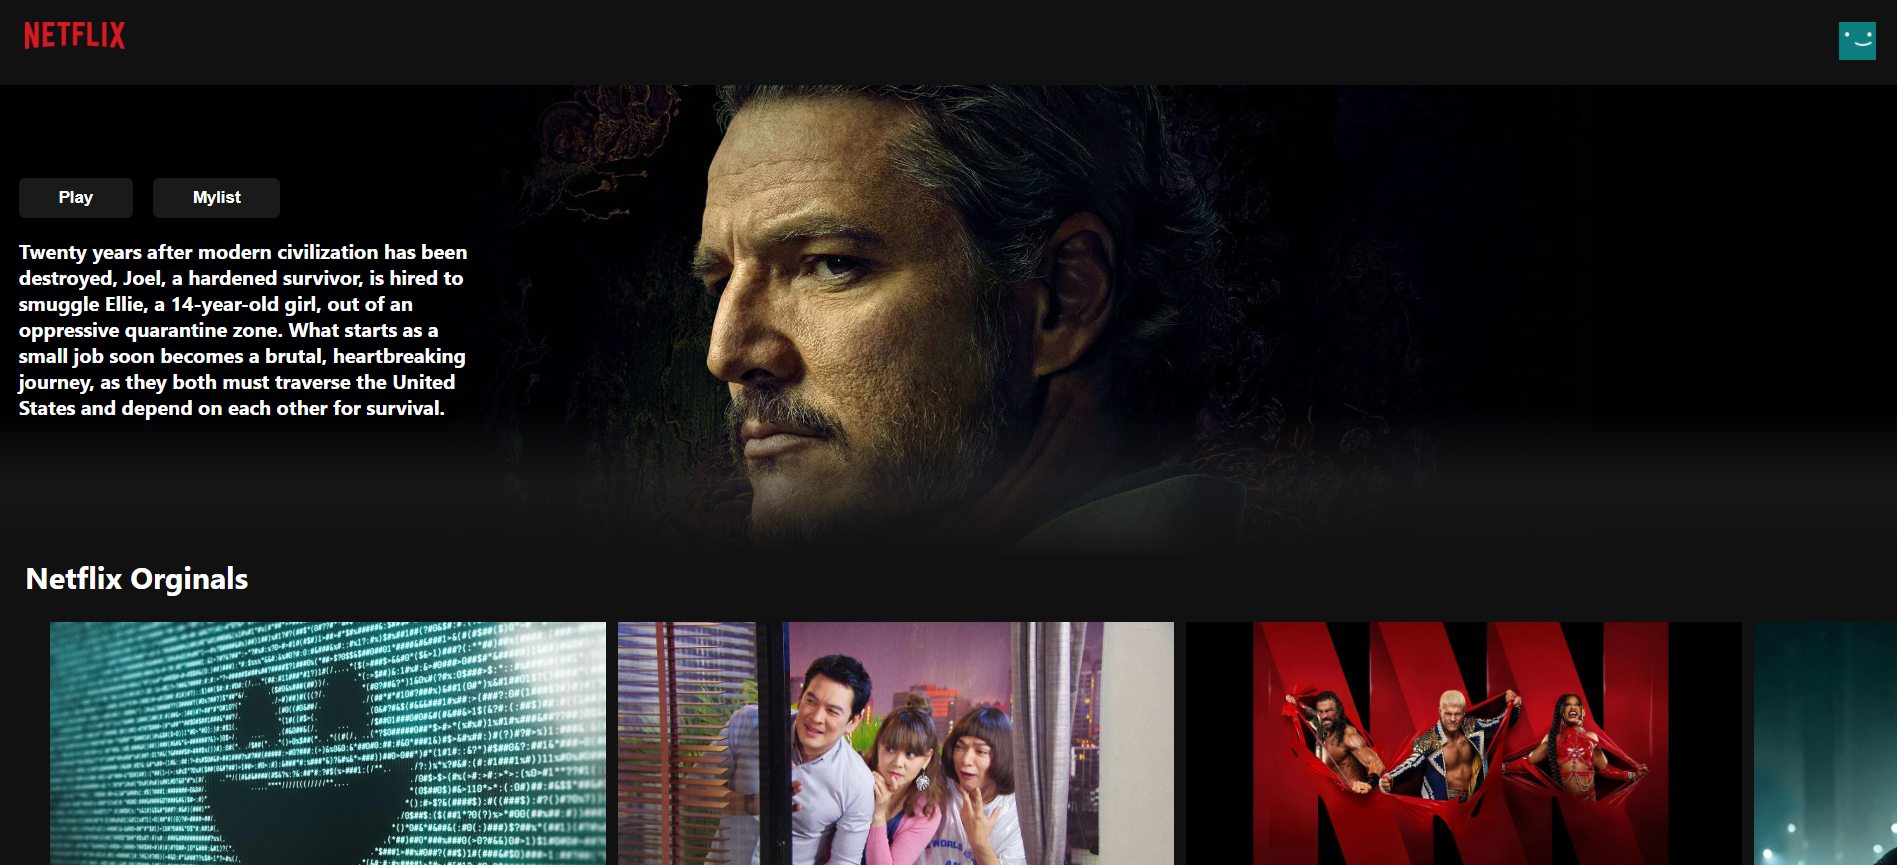 NETFLIX
Play
Mylist
Twenty years after modern civilization has been
destroyed, Joel, a hardened survivor, is hired to
smuggle Ellie, a 14-year-old girl, out of an
oppressive quarantine zone. What starts as a
small job soon becomes a brutal, heartbreaking
journey, as they both must traverse the United
States and depend on each other for survival.
Netflix Orginals